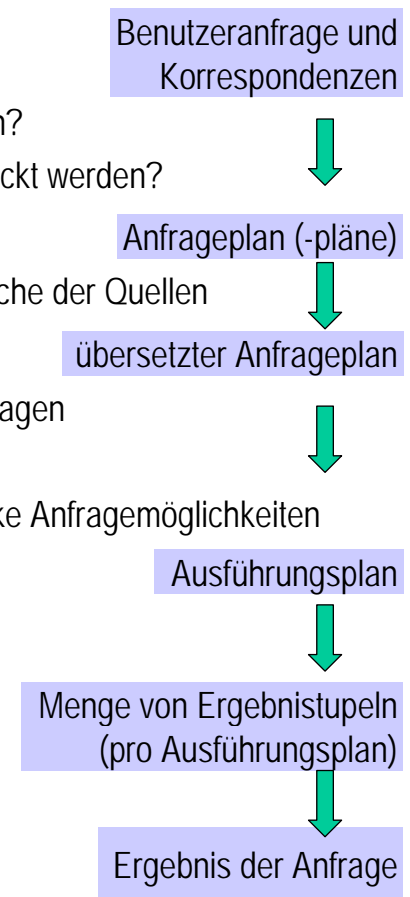 Benutzeranfrage und
Korrespondenzen
n?
ckt werden?
Anfrageplan (-pläne)
che der Quellen
übersetzter Anfrageplan
agen
ke Anfragemöglichkeiten
Ausführungsplan
Menge von Ergebnistupeln
(pro Ausführungsplan)
Ergebnis der Anfrage